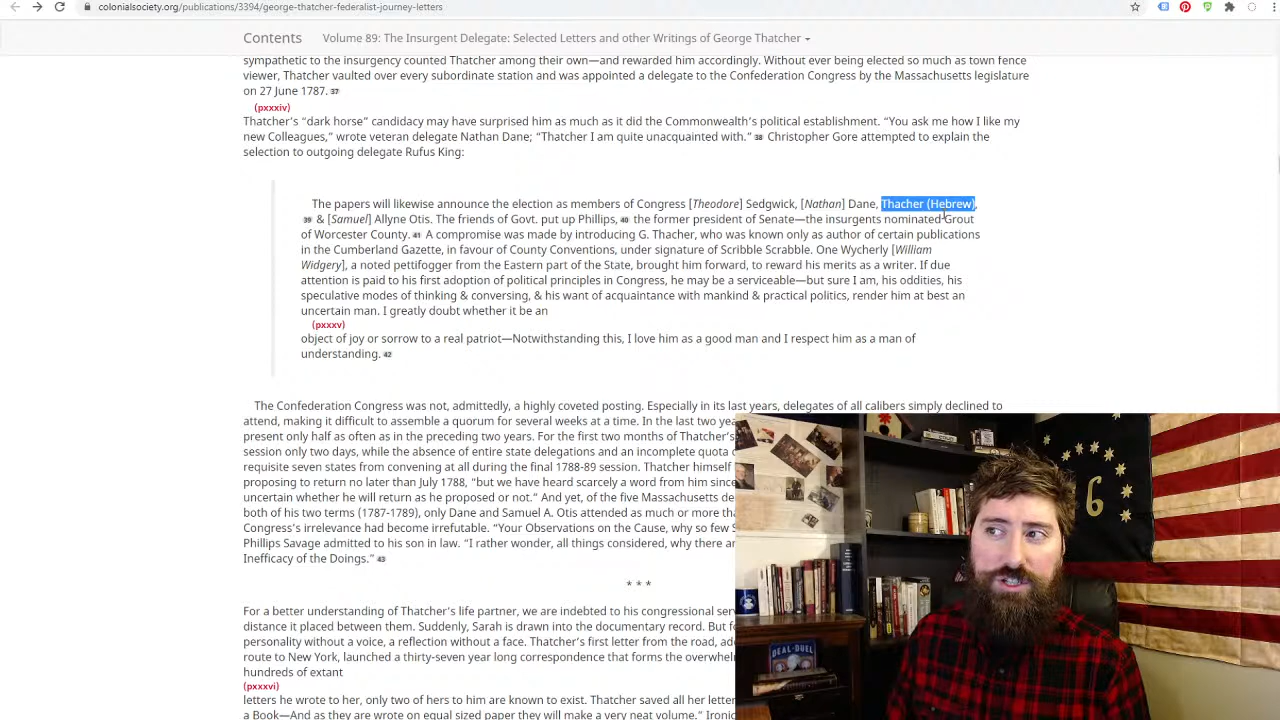 colonialsociety.org/publications/3394/george-thatcher-federalist-journey-letters
Contents Volume 89: The Insurgent Delegate: Selected Letters and other Writings of George Thatcher
sympathetic to the insurgency counted Thatcher among their own—and rewarded him accordingly. Without ever being elected so much as town fence
viewer, Thatcher vaulted over every subordinate station and was appointed a delegate to the Confederation Congress by the Massachusetts legislature
on 27 June 1787. 37
(pxxxiv)
Thatcher's “dark horse” candidacy may have surprised him as much as it did the Commonwealth's political establishment. “You ask me how I like my
new Colleagues,” wrote veteran delegate Nathan Dane; “Thatcher I am quite unacquainted with.” 38 Christopher Gore attempted to explain the
selection to outgoing delegate Rufus King:
The papers will likewise announce the election as members of Congress [Theodore] Sedgwick, [Nathan] Dane, Thacher (Hebrew),
39 & [Samuel] Allyne Otis. The friends of Govt. put up Phillips, 40 the former president of Senate—the insurgents nominated Grout
of Worcester County. 41 A compromise was made by introducing G. Thacher, who was known only as author of certain publications
in the Cumberland Gazette, in favour of County Conventions, under signature of Scribble Scrabble. One Wycherly [William
Widgery], a noted pettifogger from the Eastern part of the State, brought him forward, to reward his merits as a writer. If due
attention is paid to his first adoption of political principles in Congress, he may be a serviceable—but sure I am, his oddities, his
speculative modes of thinking & conversing, & his want of acquaintance with mankind & practical politics, render him at best an
uncertain man. I greatly doubt whether it be an
(pxxxv)
object of joy or sorrow to a real patriot—Notwithstanding this, I love him as a good man and I respect him as a man of
understanding. 42
The Confederation Congress was not, admittedly, a highly coveted posting. Especially in its last years, delegates of all calibers simply declined to
attend, making it difficult to assemble a quorum for several weeks at a time. In the last two yea
present only half as often as in the preceding two years. For the first two months of Thatcher's
session only two days, while the absence of entire state delegations and an incomplete quota o
requisite seven states from convening at all during the final 1788-89 session. Thatcher himself
proposing to return no later than July 1788, “but we have heard scarcely a word from him since
uncertain whether he will return as he proposed or not.” And yet, of the five Massachusetts de
both of his two terms (1787-1789), only Dane and Samuel A. Otis attended as much or more tha
Congress's irrelevance had become irrefutable. “Your Observations on the Cause, why so few S
Phillips Savage admitted to his son in law. “I rather wonder, all things considered, why there ar
Inefficacy of the Doings.” 43
* * *
For a better understanding of Thatcher's life partner, we are indebted to his congressional serv
distance it placed between them. Suddenly, Sarah is drawn into the documentary record. But fo
personality without a voice, a reflection without a face. Thatcher's first letter from the road, ad
route to New York, launched a thirty-seven year long correspondence that forms the overwhelm
hundreds of extant
(pxxxvi)
letters he wrote to her, only two of hers to him are known to exist. Thatcher saved all her letter
a Book—And as they are wrote on equal sized paper they will make a very neat volume.” Ironic
76
DEAL-DUEL